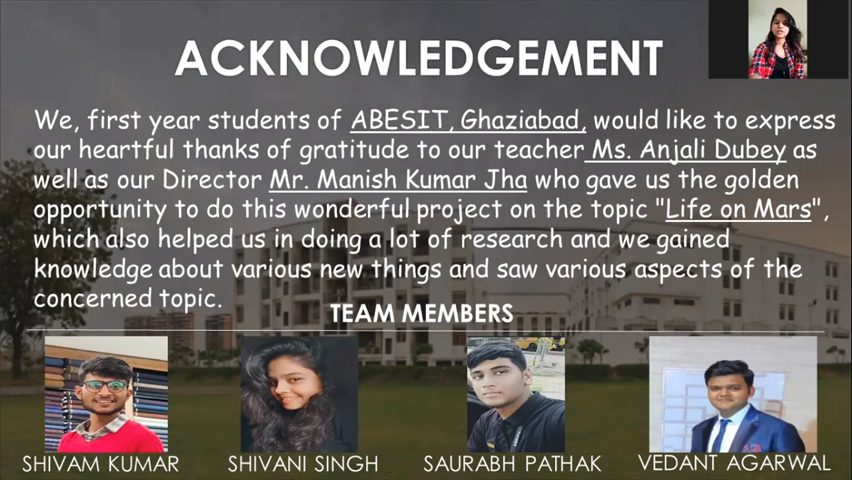 ACKNOWLEDGEMENT
We, first year students of ABESIT, Ghaziabad, would like to express
our heartful thanks of gratitude to our teacher Ms. Anjali Dubey as
well as our Director Mr. Manish Kumar Jha who gave us the golden
opportunity to do this wonderful project on the topic "Life on Mars",
which also helped us in doing a lot of research and we gained
knowledge about various new things and saw various aspects of the
concerned topic.
TEAM MEMBERS
SHIVAM KUMAR
SHIVANI SINGH
SAURABH PATHAK
VEDANT AGARWAL